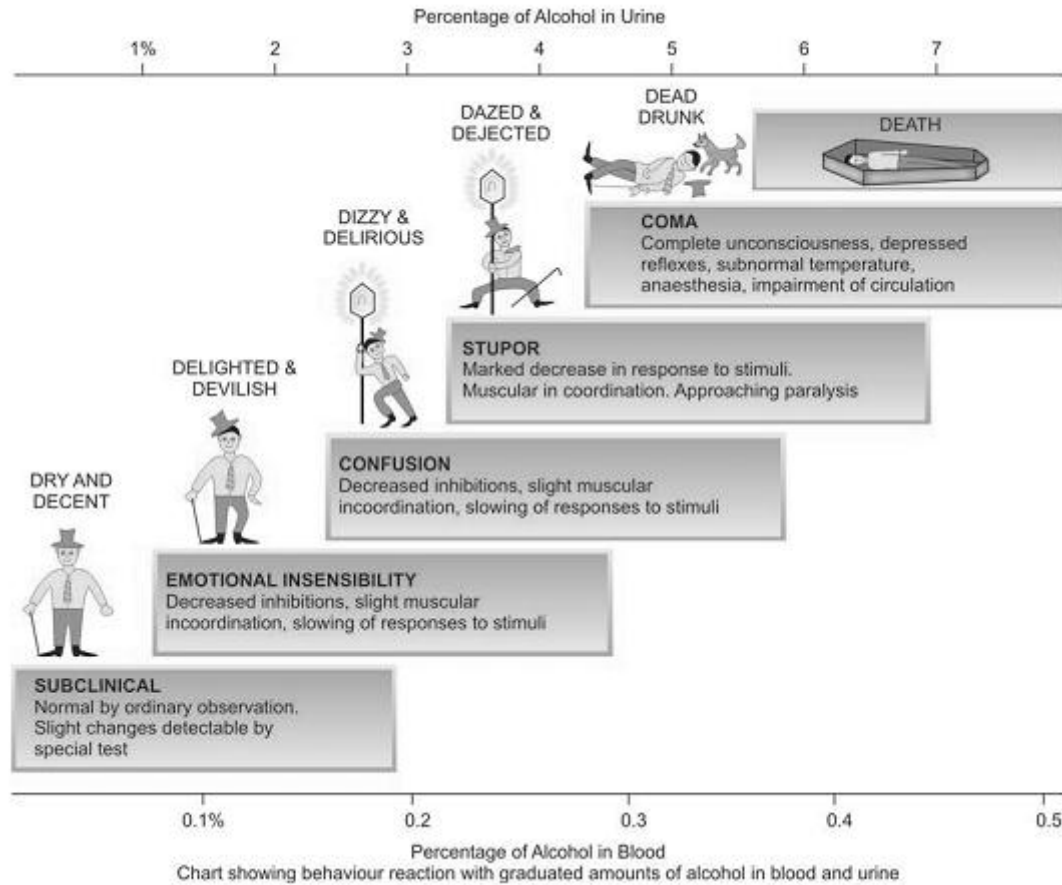 Percentage of Alcohol in Urine
1% 2 3 4 5 6 7
DEAD
DRUNK
DEATH
DAZED &
DEJECTED
COMA
Complete unconsciousness, depressed
reflexes, subnormal temperature,
anaesthesia, impairment of circulation
DIZZY &
DELIRIOUS
STUPOR
Marked decrease in response to stimuli.
Muscular in coordination. Approaching paralysis
DELIGHTED &
DEVILISH
CONFUSION
Decreased inhibitions, slight muscular
incoordination, slowing of responses to stimuli
DRY AND
DECENT
EMOTIONAL INSENSIBILITY
Decreased inhibitions, slight muscular
incoordination, slowing of responses to stimuli
SUBCLINICAL
Normal by ordinary observation.
Slight changes detectable by
special test
0.1% 0.2 0.3 0.4 0.5
Percentage of Alcohol in Blood
Chart showing behaviour reaction with graduated amounts of alcohol in blood and urine